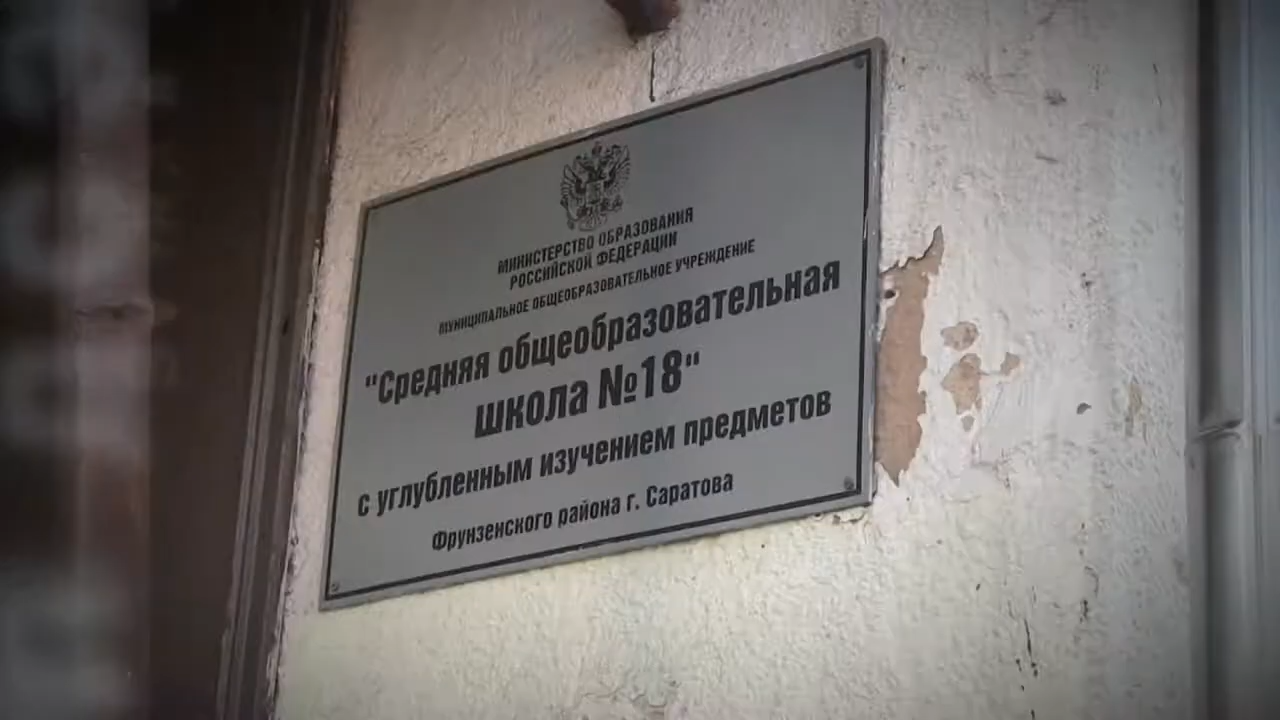 МИНИСТЕРСТВО ОБРАЗОВАНИЯ
РОССИЙСКОЙ ФЕДЕРАЦИИ
МУНИЦИПАЛЬНОЕ ОБЩЕОБРАЗОВАТЕЛЬНОЕ УЧРЕЖДЕНИЕ
"Средняя общеобразовательная
школа №18"
с углубленным изучением предметов
Фрунзенского района г. Саратова